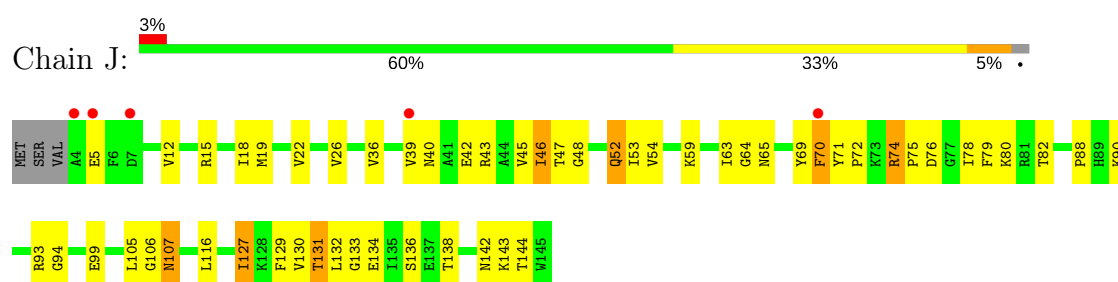 3%
Chain J:
60% 33% 5% •
MET SER VAL A4 E5 F6 D7 V12 R15 I18 M19 V22 V26 V36 V39 N40 A41 E42 R43 A44 V45 I46 T47 G48 Q52 I53 V54 K59 I63 G64 N65 Y69 F70 Y71 P72 K73 R74 P75 D76 G77 I78 F79 K80 R81 T82 P88 H89 K90
R93 G94 E99 L105 G106 N107 L116 I127 K128 F129 V130 T131 L132 G133 E134 I135 S136 E137 T138 N142 K143 T144 W145